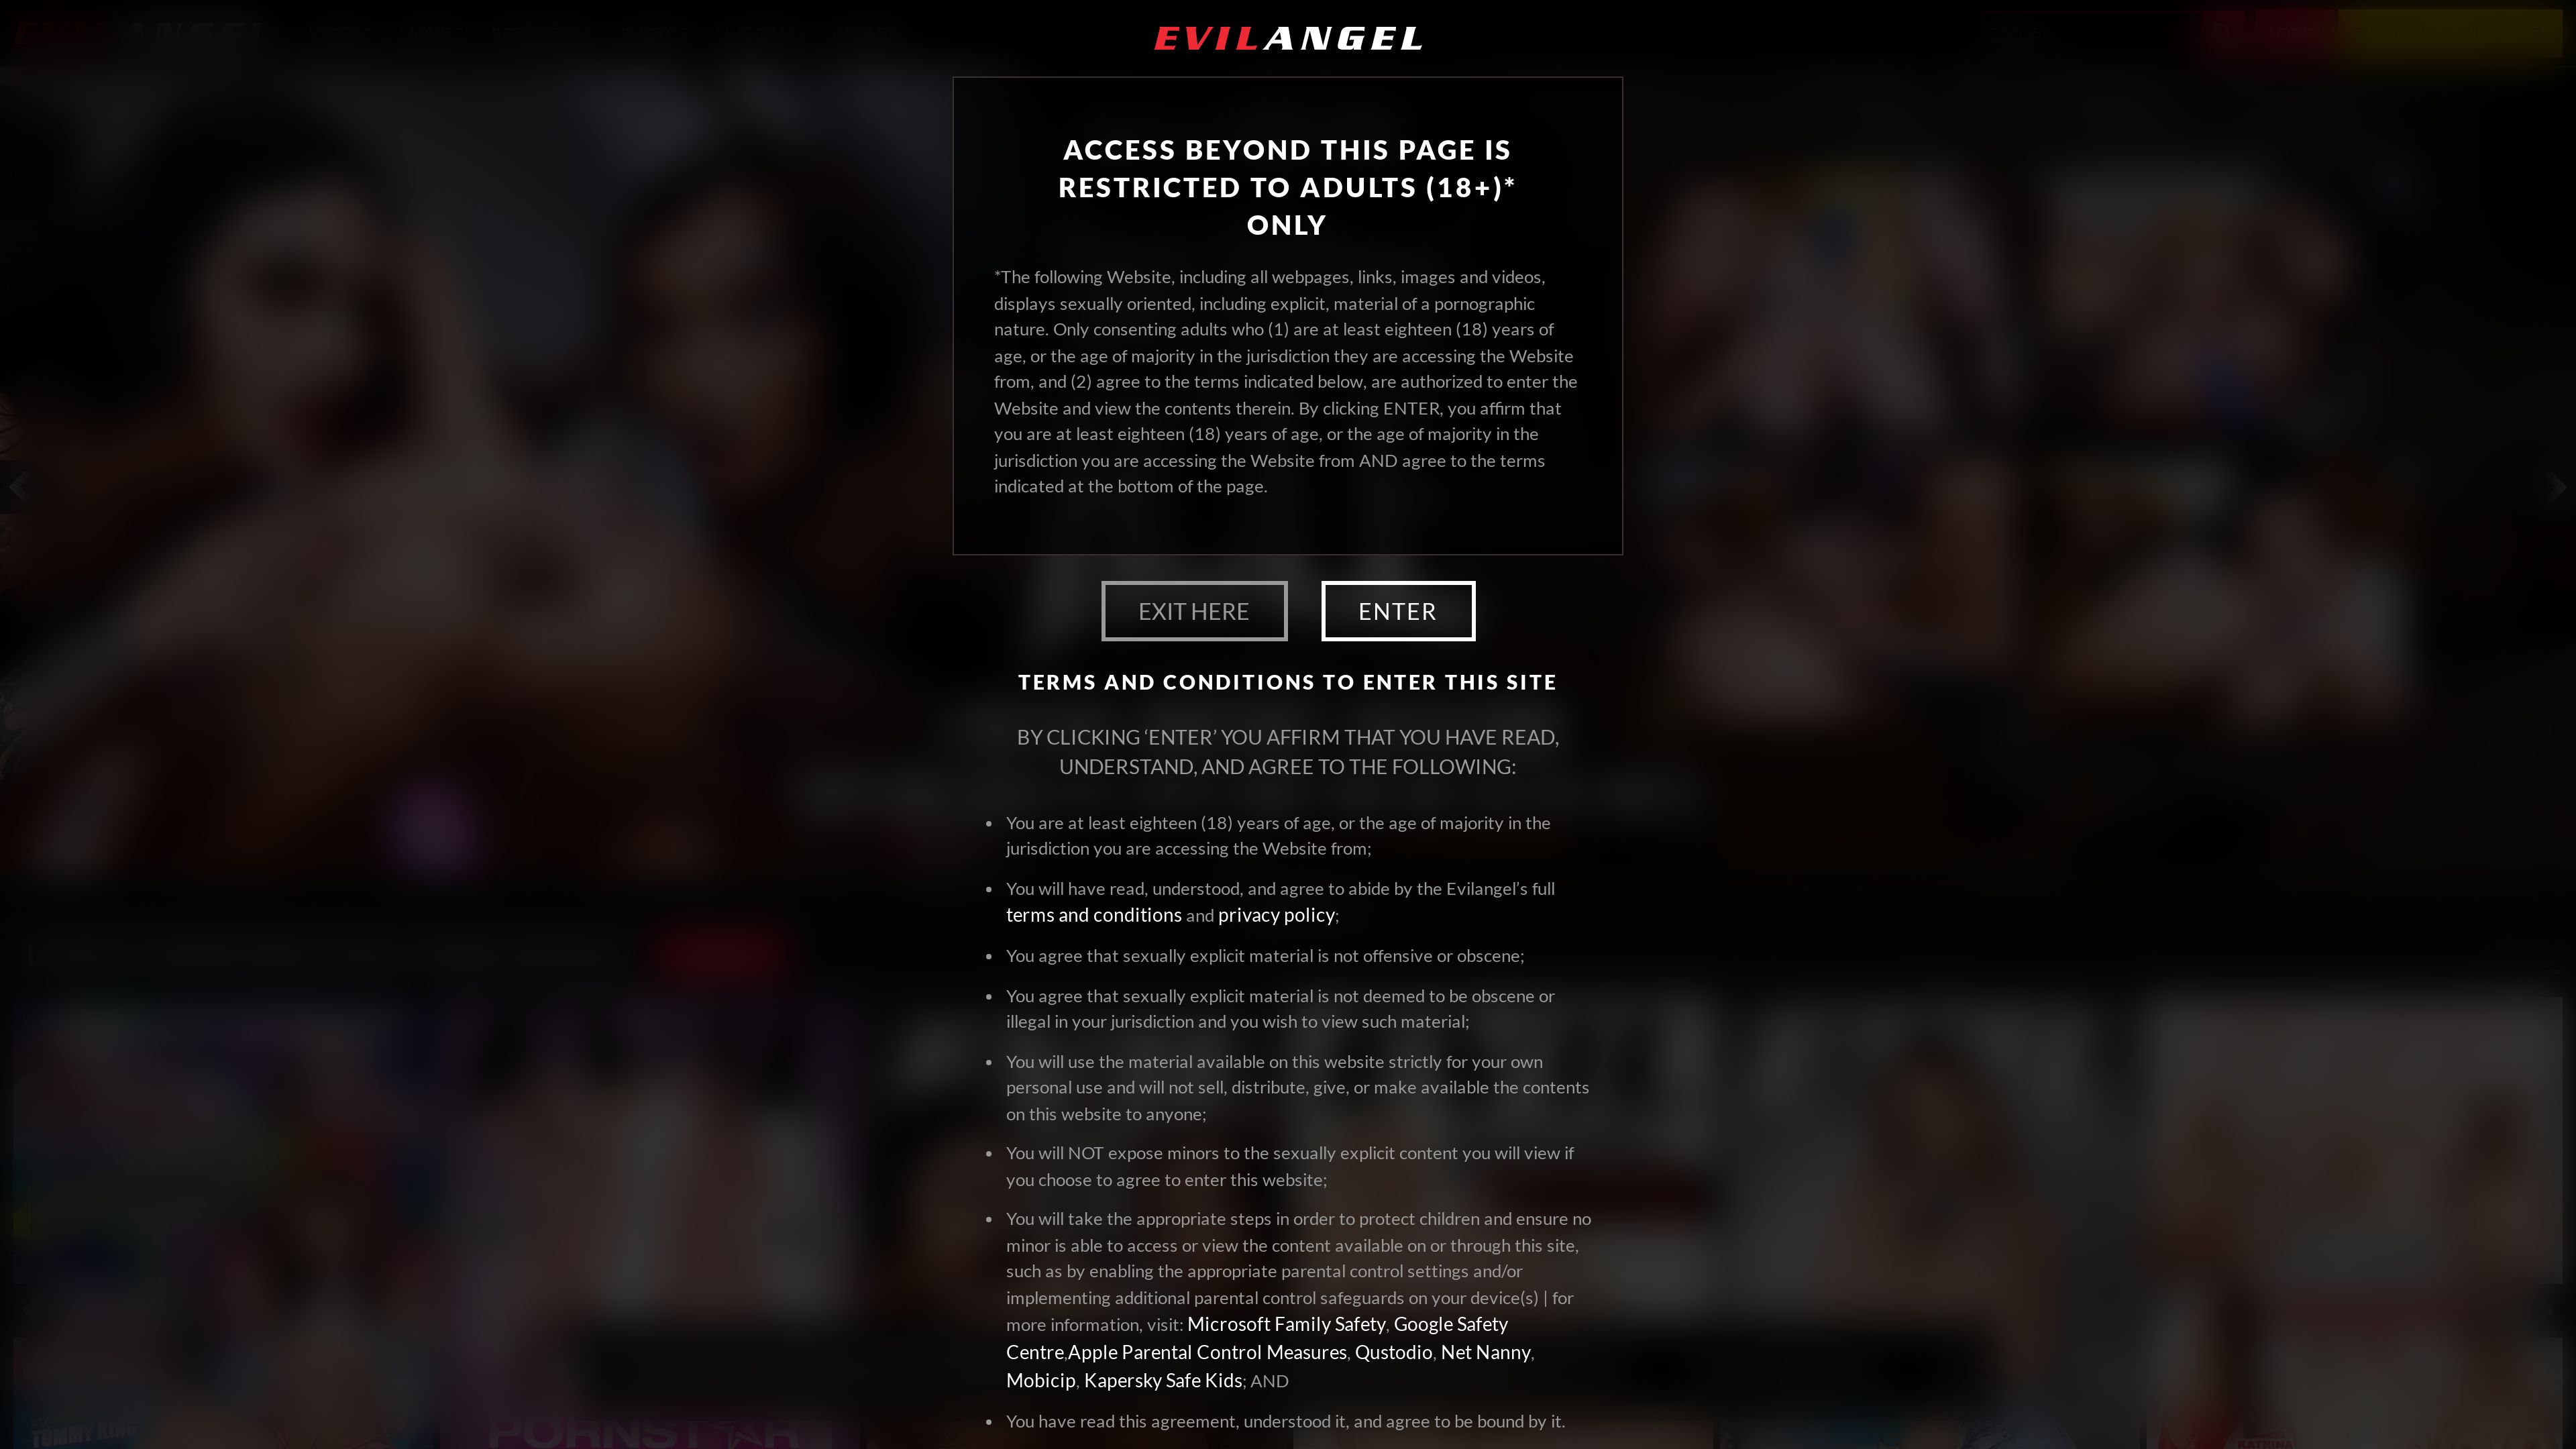 EVILANGEL
ACCESS BEYOND THIS PAGE IS
RESTRICTED TO ADULTS (18+)*
ONLY
*The following Website, including all webpages, links, images and videos,
displays sexually oriented, including explicit, material of a pornographic
nature. Only consenting adults who (1) are at least eighteen (18) years of
age, or the age of majority in the jurisdiction they are accessing the Website
from, and (2) agree to the terms indicated below, are authorized to enter the
Website and view the contents therein. By clicking ENTER, you affirm that
you are at least eighteen (18) years of age, or the age of majority in the
jurisdiction you are accessing the Website from AND agree to the terms
indicated at the bottom of the page.
EXIT HERE
ENTER
TERMS AND CONDITIONS TO ENTER THIS SITE
BY CLICKING ‘ENTER’ YOU AFFIRM THAT YOU HAVE READ,
UNDERSTAND, AND AGREE TO THE FOLLOWING:
• You are at least eighteen (18) years of age, or the age of majority in the
jurisdiction you are accessing the Website from;
• You will have read, understood, and agree to abide by the Evilangel’s full
terms and conditions and privacy policy;
• You agree that sexually explicit material is not offensive or obscene;
• You agree that sexually explicit material is not deemed to be obscene or
illegal in your jurisdiction and you wish to view such material;
• You will use the material available on this website strictly for your own
personal use and will not sell, distribute, give, or make available the contents
on this website to anyone;
• You will NOT expose minors to the sexually explicit content you will view if
you choose to agree to enter this website;
• You will take the appropriate steps in order to protect children and ensure no
minor is able to access or view the content available on or through this site,
such as by enabling the appropriate parental control settings and/or
implementing additional parental control safeguards on your device(s) | for
more information, visit: Microsoft Family Safety, Google Safety
Centre,Apple Parental Control Measures, Qustodio, Net Nanny,
Mobicip, Kapersky Safe Kids; AND
• You have read this agreement, understood it, and agree to be bound by it.
TOMMY KING
PORNSTAR
KATRINA